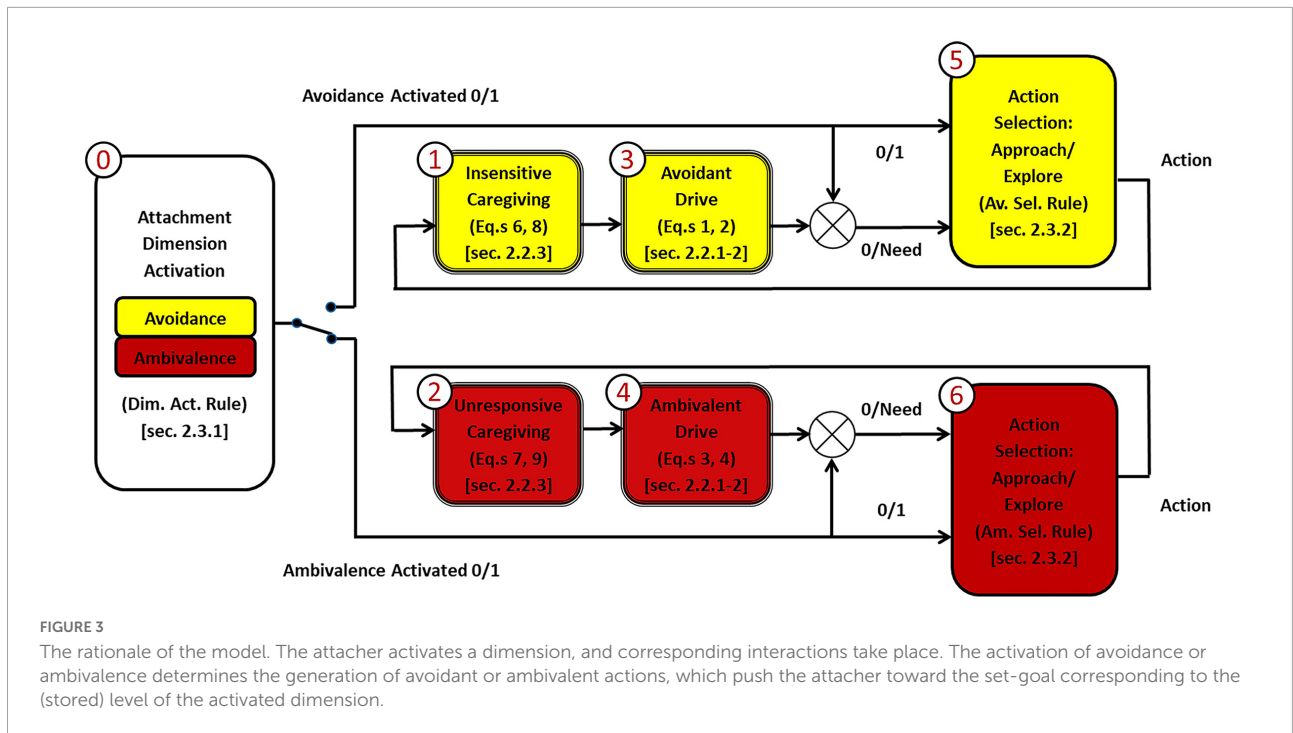 0
Attachment
Dimension
Activation
Avoidance
Ambivalence
(Dim. Act. Rule)
[sec. 2.3.1]
Avoidance Activated 0/1
1
Insensitive
Caregiving
(Eq.s 6, 8)
[sec. 2.2.3]
3
Avoidant
Drive
(Eq.s 1, 2)
[sec. 2.2.1-2]
0/1
0/Need
5
Action
Selection:
Approach/
Explore
(Av. Sel. Rule)
[sec. 2.3.2]
Action
2
Unresponsive
Caregiving
(Eq.s 7, 9)
[sec. 2.2.3]
4
Ambivalent
Drive
(Eq.s 3, 4)
[sec. 2.2.1-2]
0/Need
0/1
6
Action
Selection:
Approach/
Explore
(Am. Sel. Rule)
[sec. 2.3.2]
Action
Ambivalence Activated 0/1
FIGURE 3
The rationale of the model. The attacher activates a dimension, and corresponding interactions take place. The activation of avoidance or
ambivalence determines the generation of avoidant or ambivalent actions, which push the attacher toward the set-goal corresponding to the
(stored) level of the activated dimension.